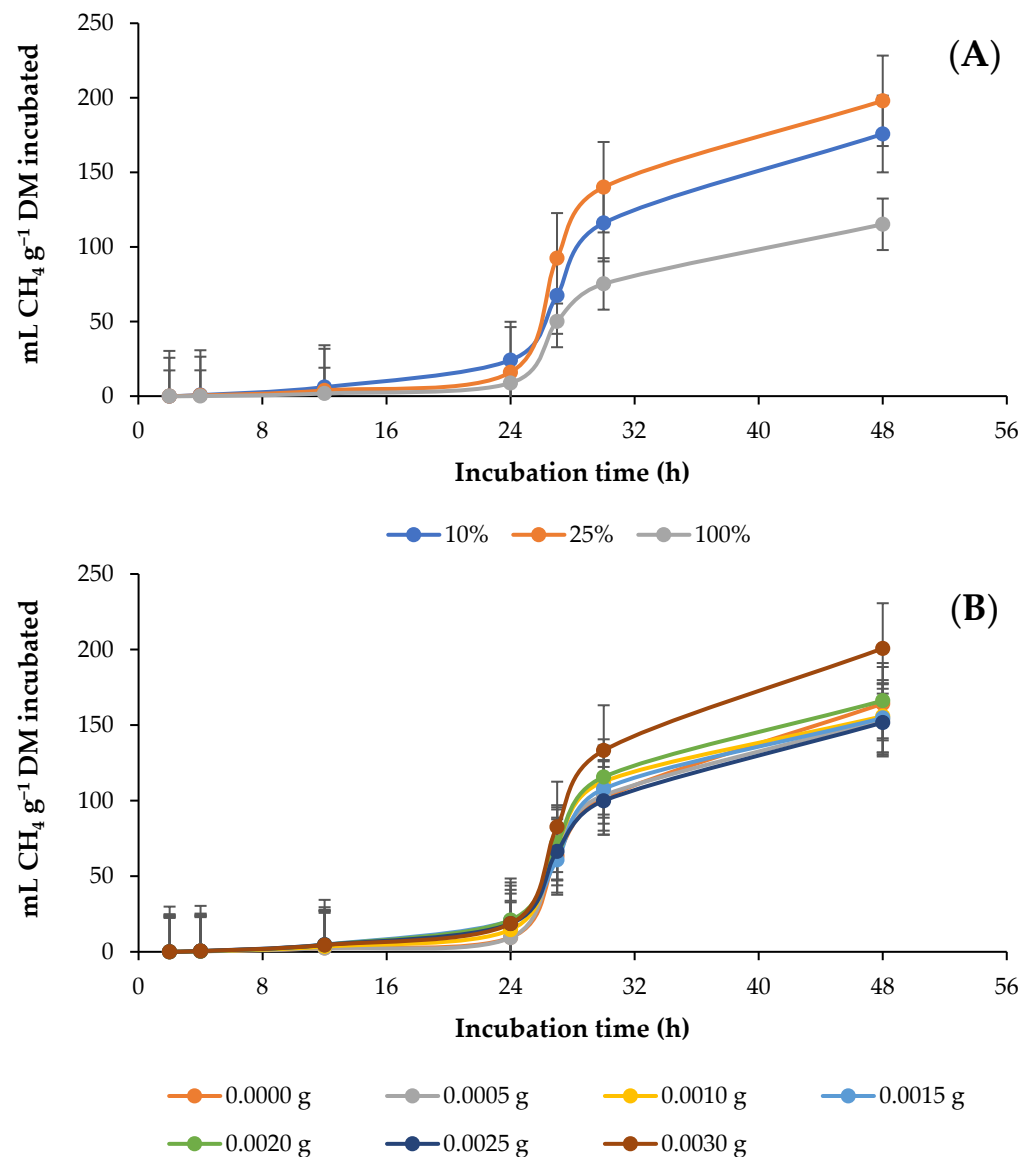 250
(A)
200
150
100
50
0
mL CH₄ g⁻¹ DM incubated
0 8 16 24 32 40 48 56
Incubation time (h)
10% 25% 100%
250
(B)
200
150
100
50
0
mL CH₄ g⁻¹ DM incubated
0 8 16 24 32 40 48 56
Incubation time (h)
0.0000 g 0.0005 g 0.0010 g 0.0015 g
0.0020 g 0.0025 g 0.0030 g